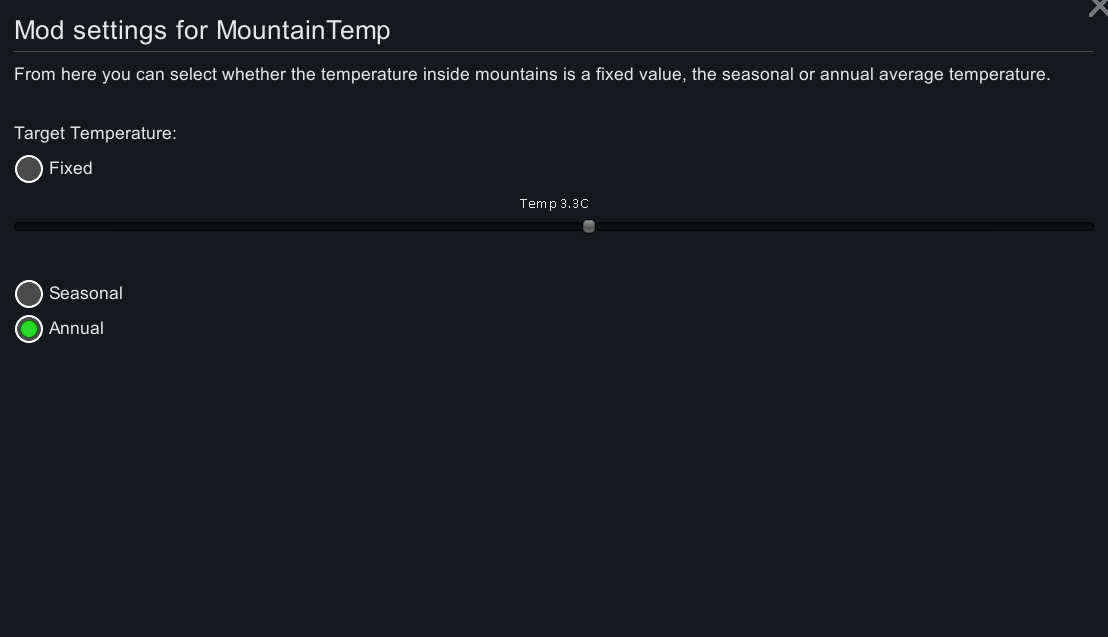 Mod settings for MountainTemp
From here you can select whether the temperature inside mountains is a fixed value, the seasonal or annual average temperature.
Target Temperature:
Fixed
Temp 3.3C
Seasonal
Annual